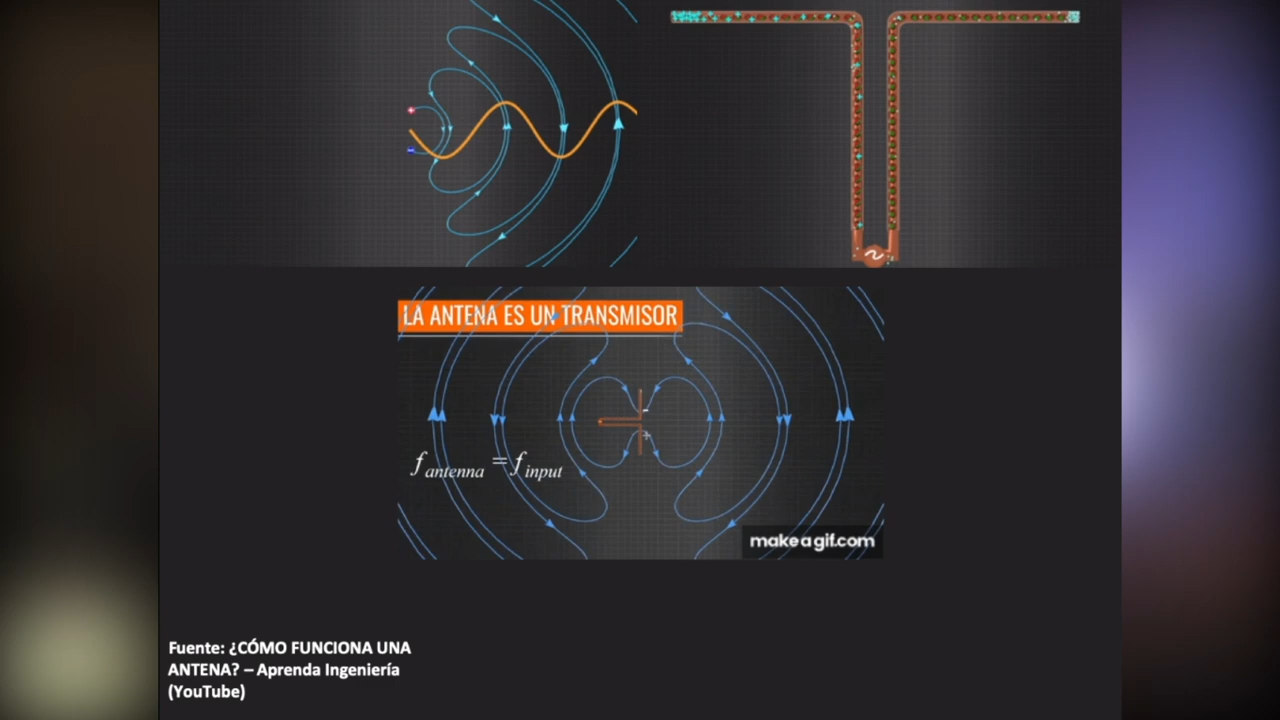 LA ANTENA ES UN TRANSMISOR
-
+
f antenna = f input
makeagif.com
Fuente: ¿CÓMO FUNCIONA UNA
ANTENA? – Aprenda Ingeniería
(YouTube)